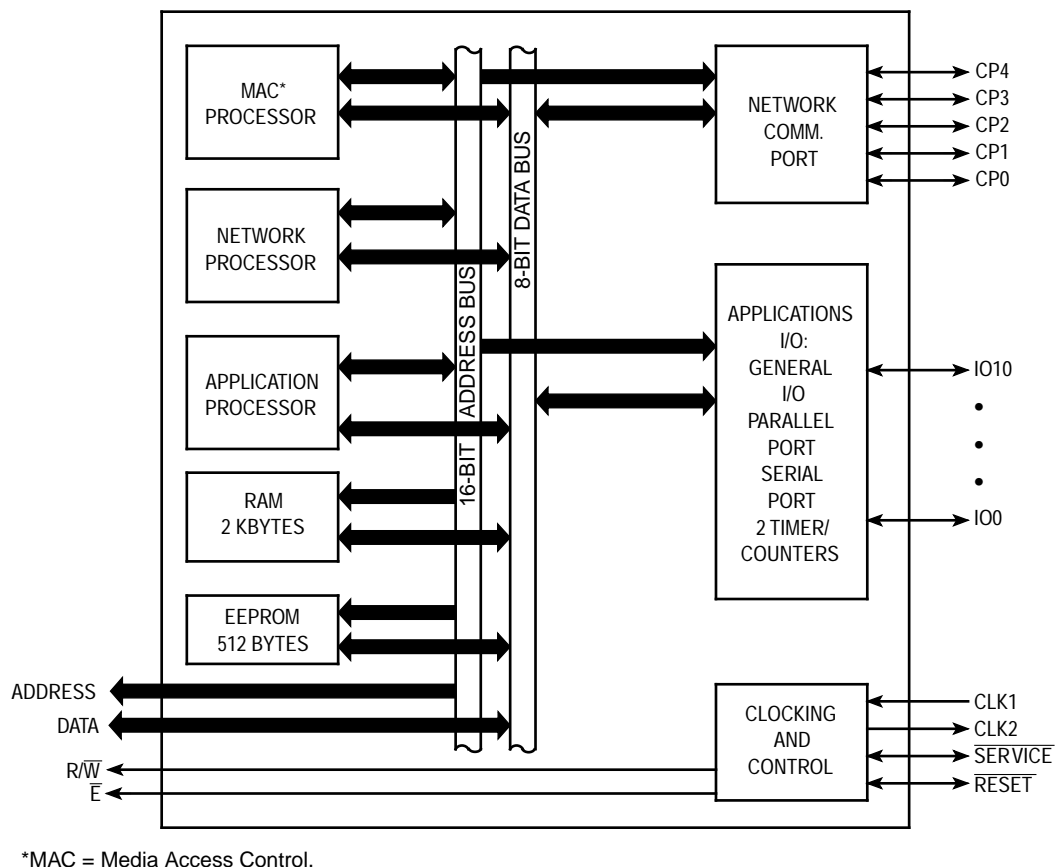 MAC*
PROCESSOR
NETWORK
PROCESSOR
APPLICATION
PROCESSOR
RAM
2 KBYTES
EEPROM
512 BYTES
16-BIT ADDRESS BUS
8-BIT DATA BUS
NETWORK
COMM.
PORT
CP4
CP3
CP2
CP1
CP0
APPLICATIONS
I/O:
GENERAL
I/O
PARALLEL
PORT
SERIAL
PORT
2 TIMER/
COUNTERS
IO10
•
•
•
IO0
ADDRESS
DATA
R/W̅
E̅
CLOCKING
AND
CONTROL
CLK1
CLK2
S̅E̅R̅V̅I̅C̅E̅
R̅E̅S̅E̅T̅
*MAC = Media Access Control.